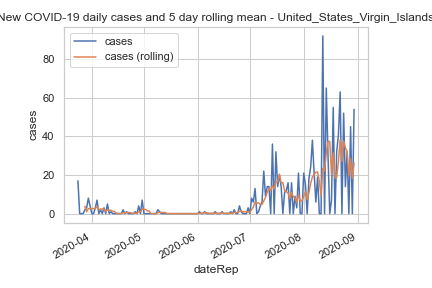 New COVID-19 daily cases and 5 day rolling mean - United_States_Virgin_Islands
cases
cases (rolling)
80
60
40
20
0
cases
2020-04
2020-05
2020-06
2020-07
2020-08
2020-09
dateRep